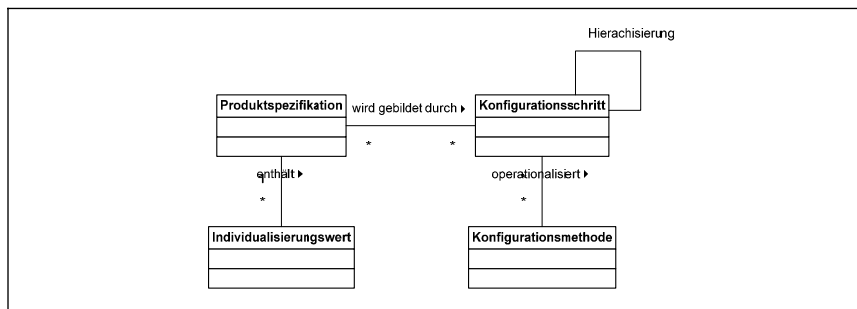 Hierachisierung
Produktspezifikation
wird gebildet durch ▸
Konfigurationsschritt
*
*
enthält ▸
1
*
operationalisiert ▸
*
*
Individualisierungswert
Konfigurationsmethode